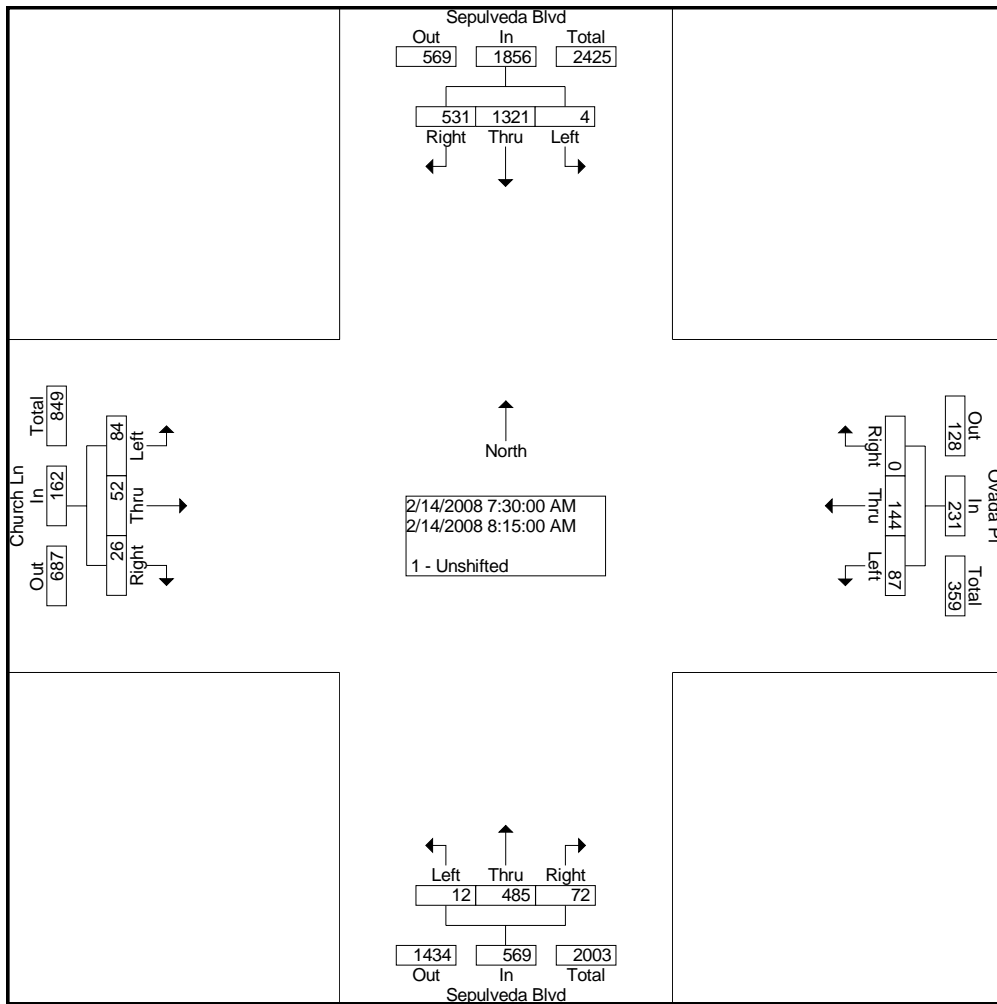 Sepulveda Blvd
Out In Total
569 1856 2425
531 1321 4
Right Thru Left
Church Ln
Total In Out
849 162 687
84 52 26
Left Thru Right
North
2/14/2008 7:30:00 AM
2/14/2008 8:15:00 AM
1 - Unshifted
Right Thru Left
0 144 87
Out In Total
128 231 359
Ovada Pl
Left Thru Right
12 485 72
1434 569 2003
Out In Total
Sepulveda Blvd